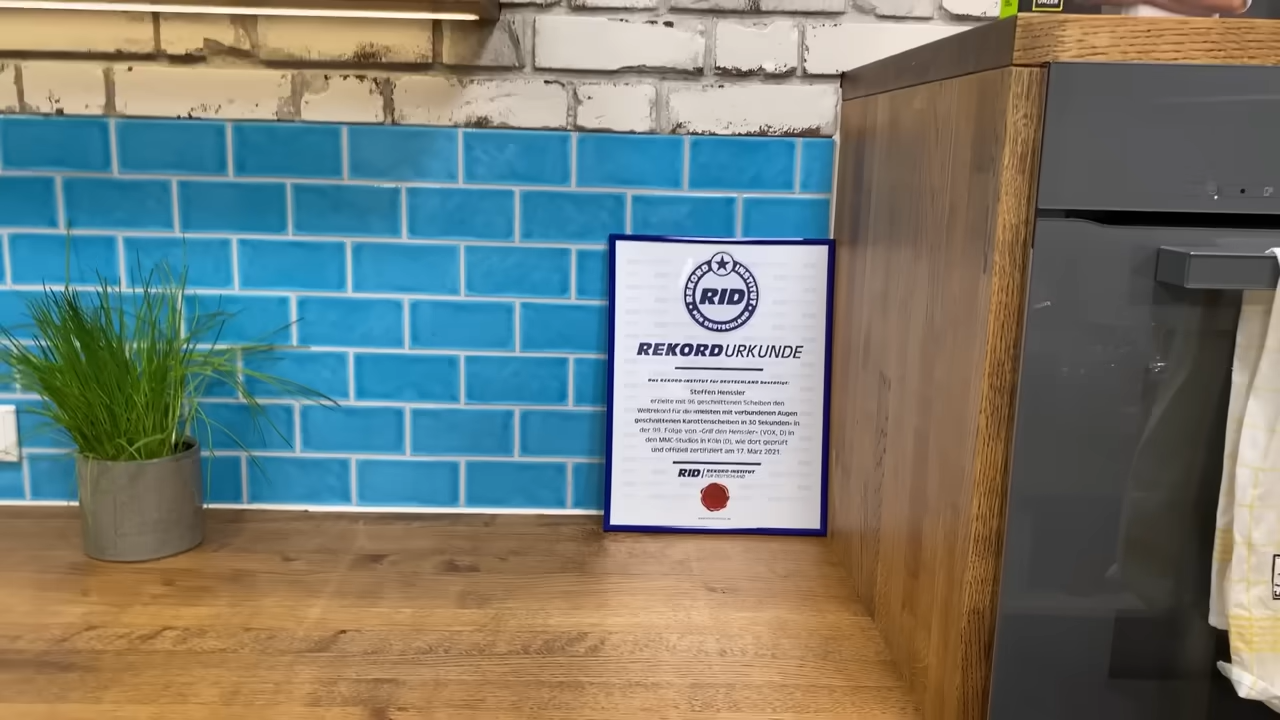 REKORD INSTITUT
RID
FÜR DEUTSCHLAND
REKORDURKUNDE
Das REKORD-INSTITUT für DEUTSCHLAND bestätigt:
Steffen Henssler
erzielte mit 96 geschnittenen Scheiben den
Weltrekord für die »meisten mit verbundenen Augen
geschnittenen Karottenscheiben in 30 Sekunden« in
der 99. Folge von »Grill den Henssler« (VOX, D) in
den MMC-Studios in Köln (D), wie dort geprüft
und offiziell zertifiziert am 17. März 2021.
RID REKORD-INSTITUT
FÜR DEUTSCHLAND